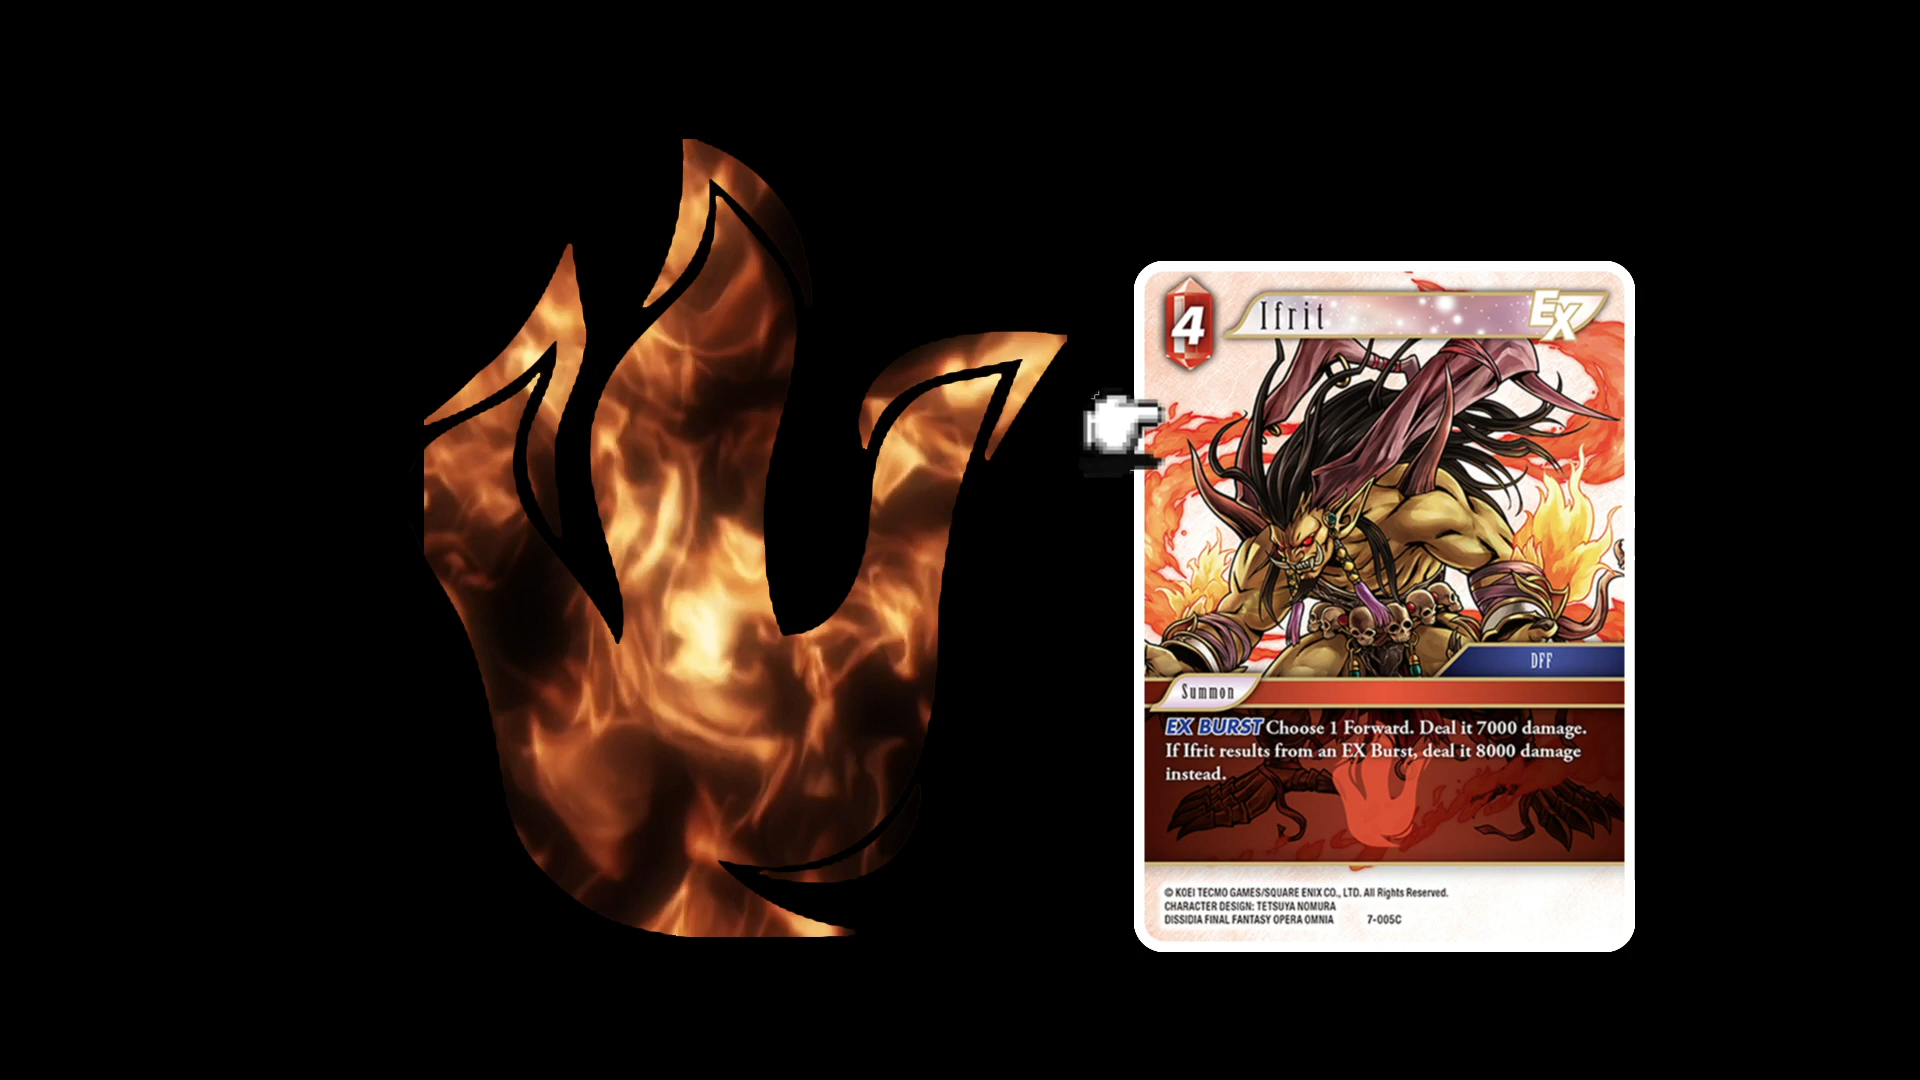 4
Ifrit
EX
DFF
Summon
EX BURST Choose 1 Forward. Deal it 7000 damage.
If Ifrit results from an EX Burst, deal it 8000 damage
instead.
© KOEI TECMO GAMES/SQUARE ENIX CO., LTD. All Rights Reserved.
CHARACTER DESIGN: TETSUYA NOMURA
DISSIDIA FINAL FANTASY OPERA OMNIA 7-005C